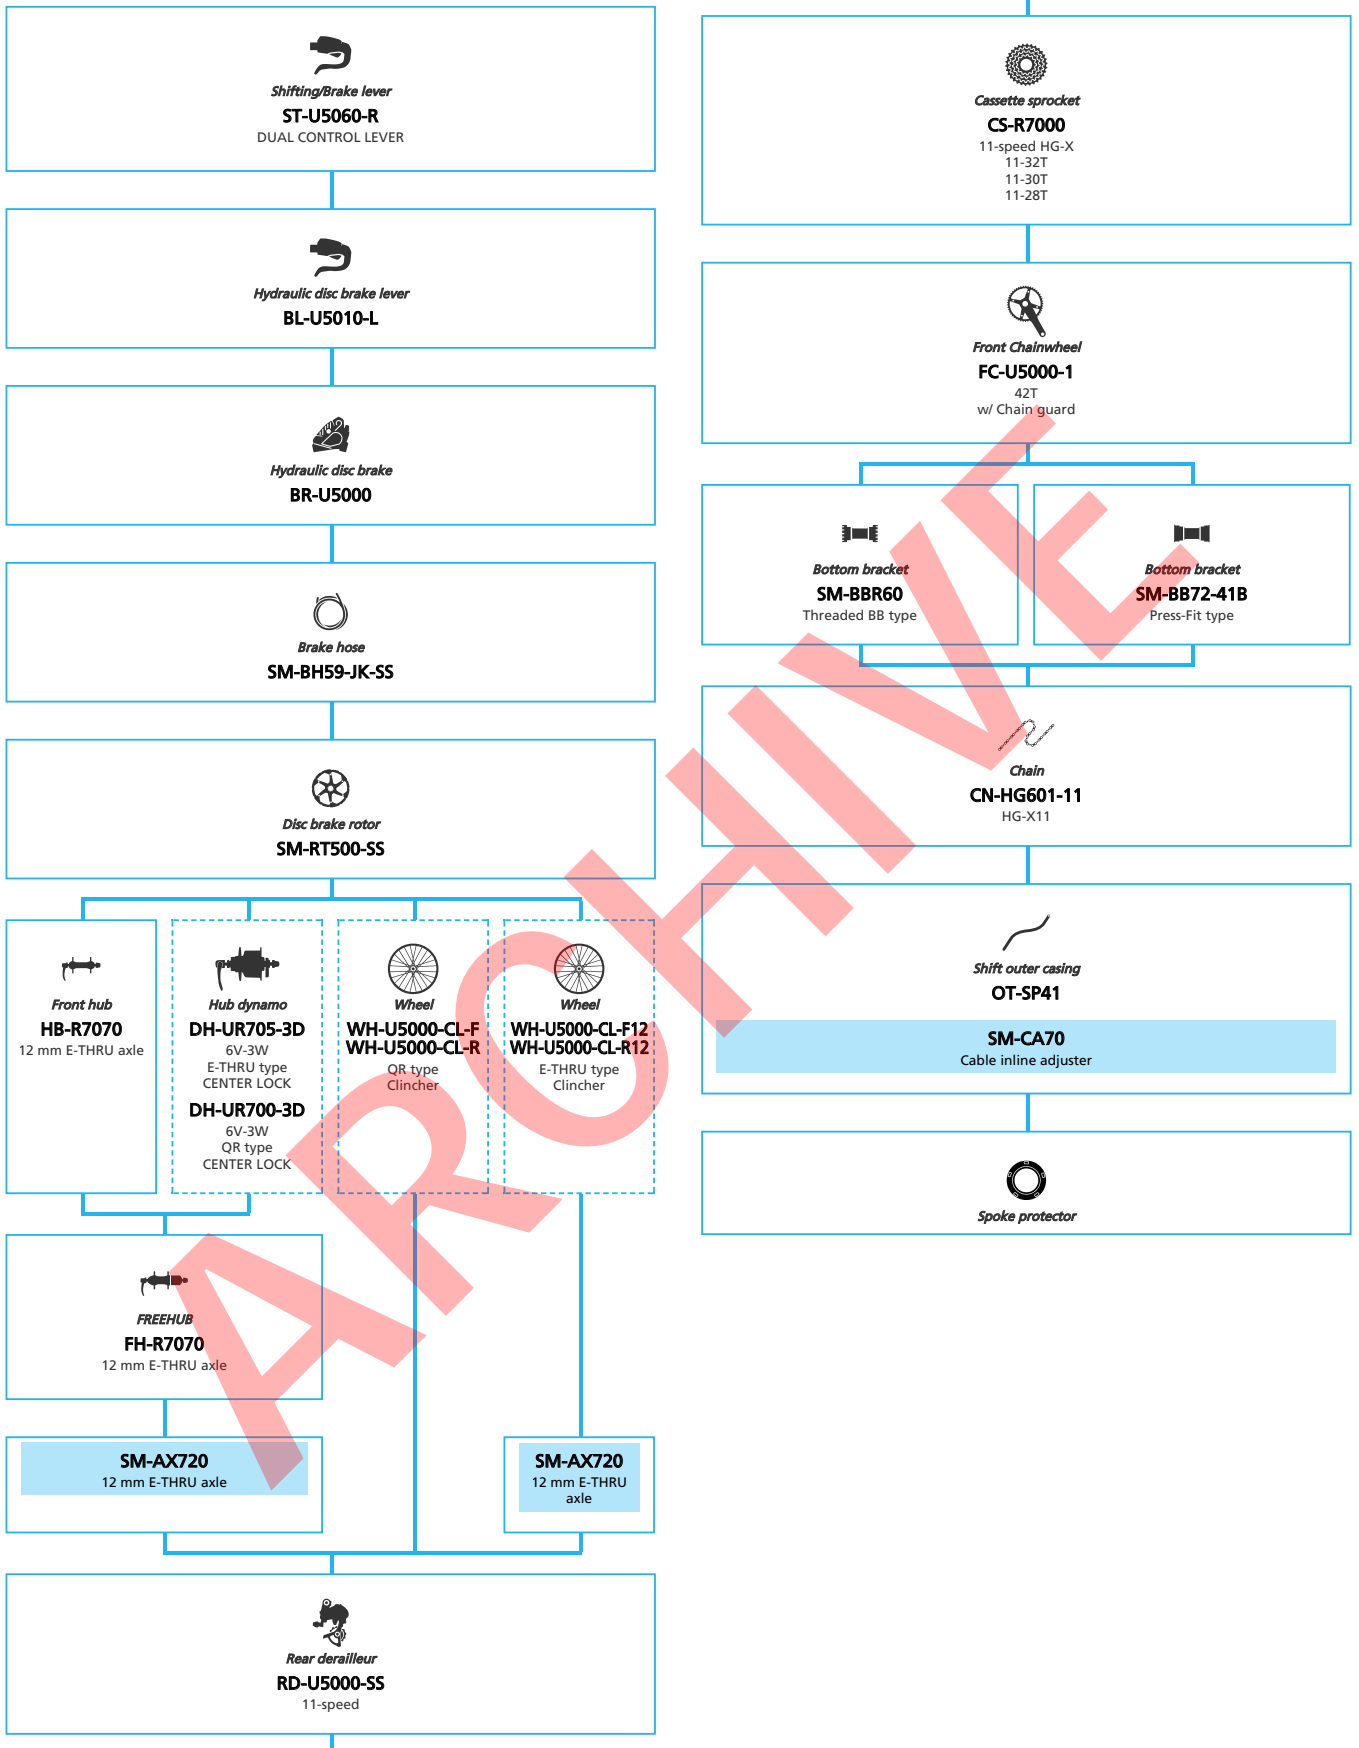 Shifting/Brake lever
ST-U5060-R
DUAL CONTROL LEVER
Hydraulic disc brake lever
BL-U5010-L
Hydraulic disc brake
BR-U5000
Brake hose
SM-BH59-JK-SS
Disc brake rotor
SM-RT500-SS
Front hub
HB-R7070
12 mm E-THRU axle
Hub dynamo
DH-UR705-3D
6V-3W
E-THRU type
CENTER LOCK
DH-UR700-3D
6V-3W
QR type
CENTER LOCK
Wheel
WH-U5000-CL-F
WH-U5000-CL-R
QR type
Clincher
Wheel
WH-U5000-CL-F12
WH-U5000-CL-R12
E-THRU type
Clincher
FREEHUB
FH-R7070
12 mm E-THRU axle
SM-AX720
12 mm E-THRU axle
SM-AX720
12 mm E-THRU
axle
Rear derailleur
RD-U5000-SS
11-speed
Cassette sprocket
CS-R7000
11-speed HG-X
11-32T
11-30T
11-28T
Front Chainwheel
FC-U5000-1
42T
w/ Chain guard
Bottom bracket
SM-BBR60
Threaded BB type
Bottom bracket
SM-BB72-41B
Press-Fit type
Chain
CN-HG601-11
HG-X11
Shift outer casing
OT-SP41
SM-CA70
Cable inline adjuster
Spoke protector
ARCHIVE